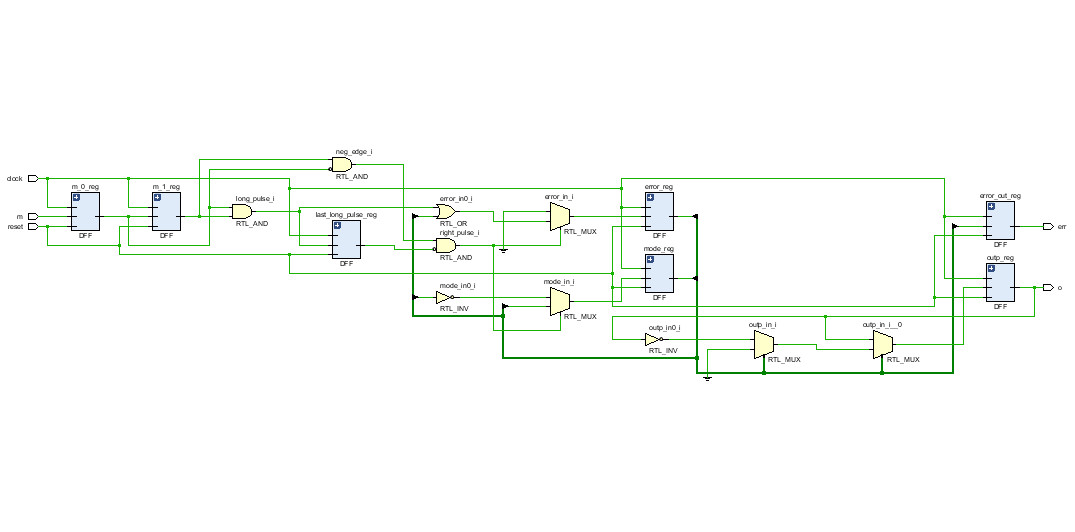 neg_edge_i
RTL_AND
clock
m
reset
m_0_reg
DFF
m_1_reg
DFF
long_pulse_i
RTL_AND
last_long_pulse_reg
DFF
error_in0_i
RTL_OR
right_pulse_i
RTL_AND
mode_in0_i
RTL_INV
error_in_i
RTL_MUX
mode_in_i
RTL_MUX
error_reg
DFF
mode_reg
DFF
outp_in0_i
RTL_INV
outp_in_i
RTL_MUX
outp_in_i__0
RTL_MUX
error_out_reg
DFF
outp_reg
DFF
err
o